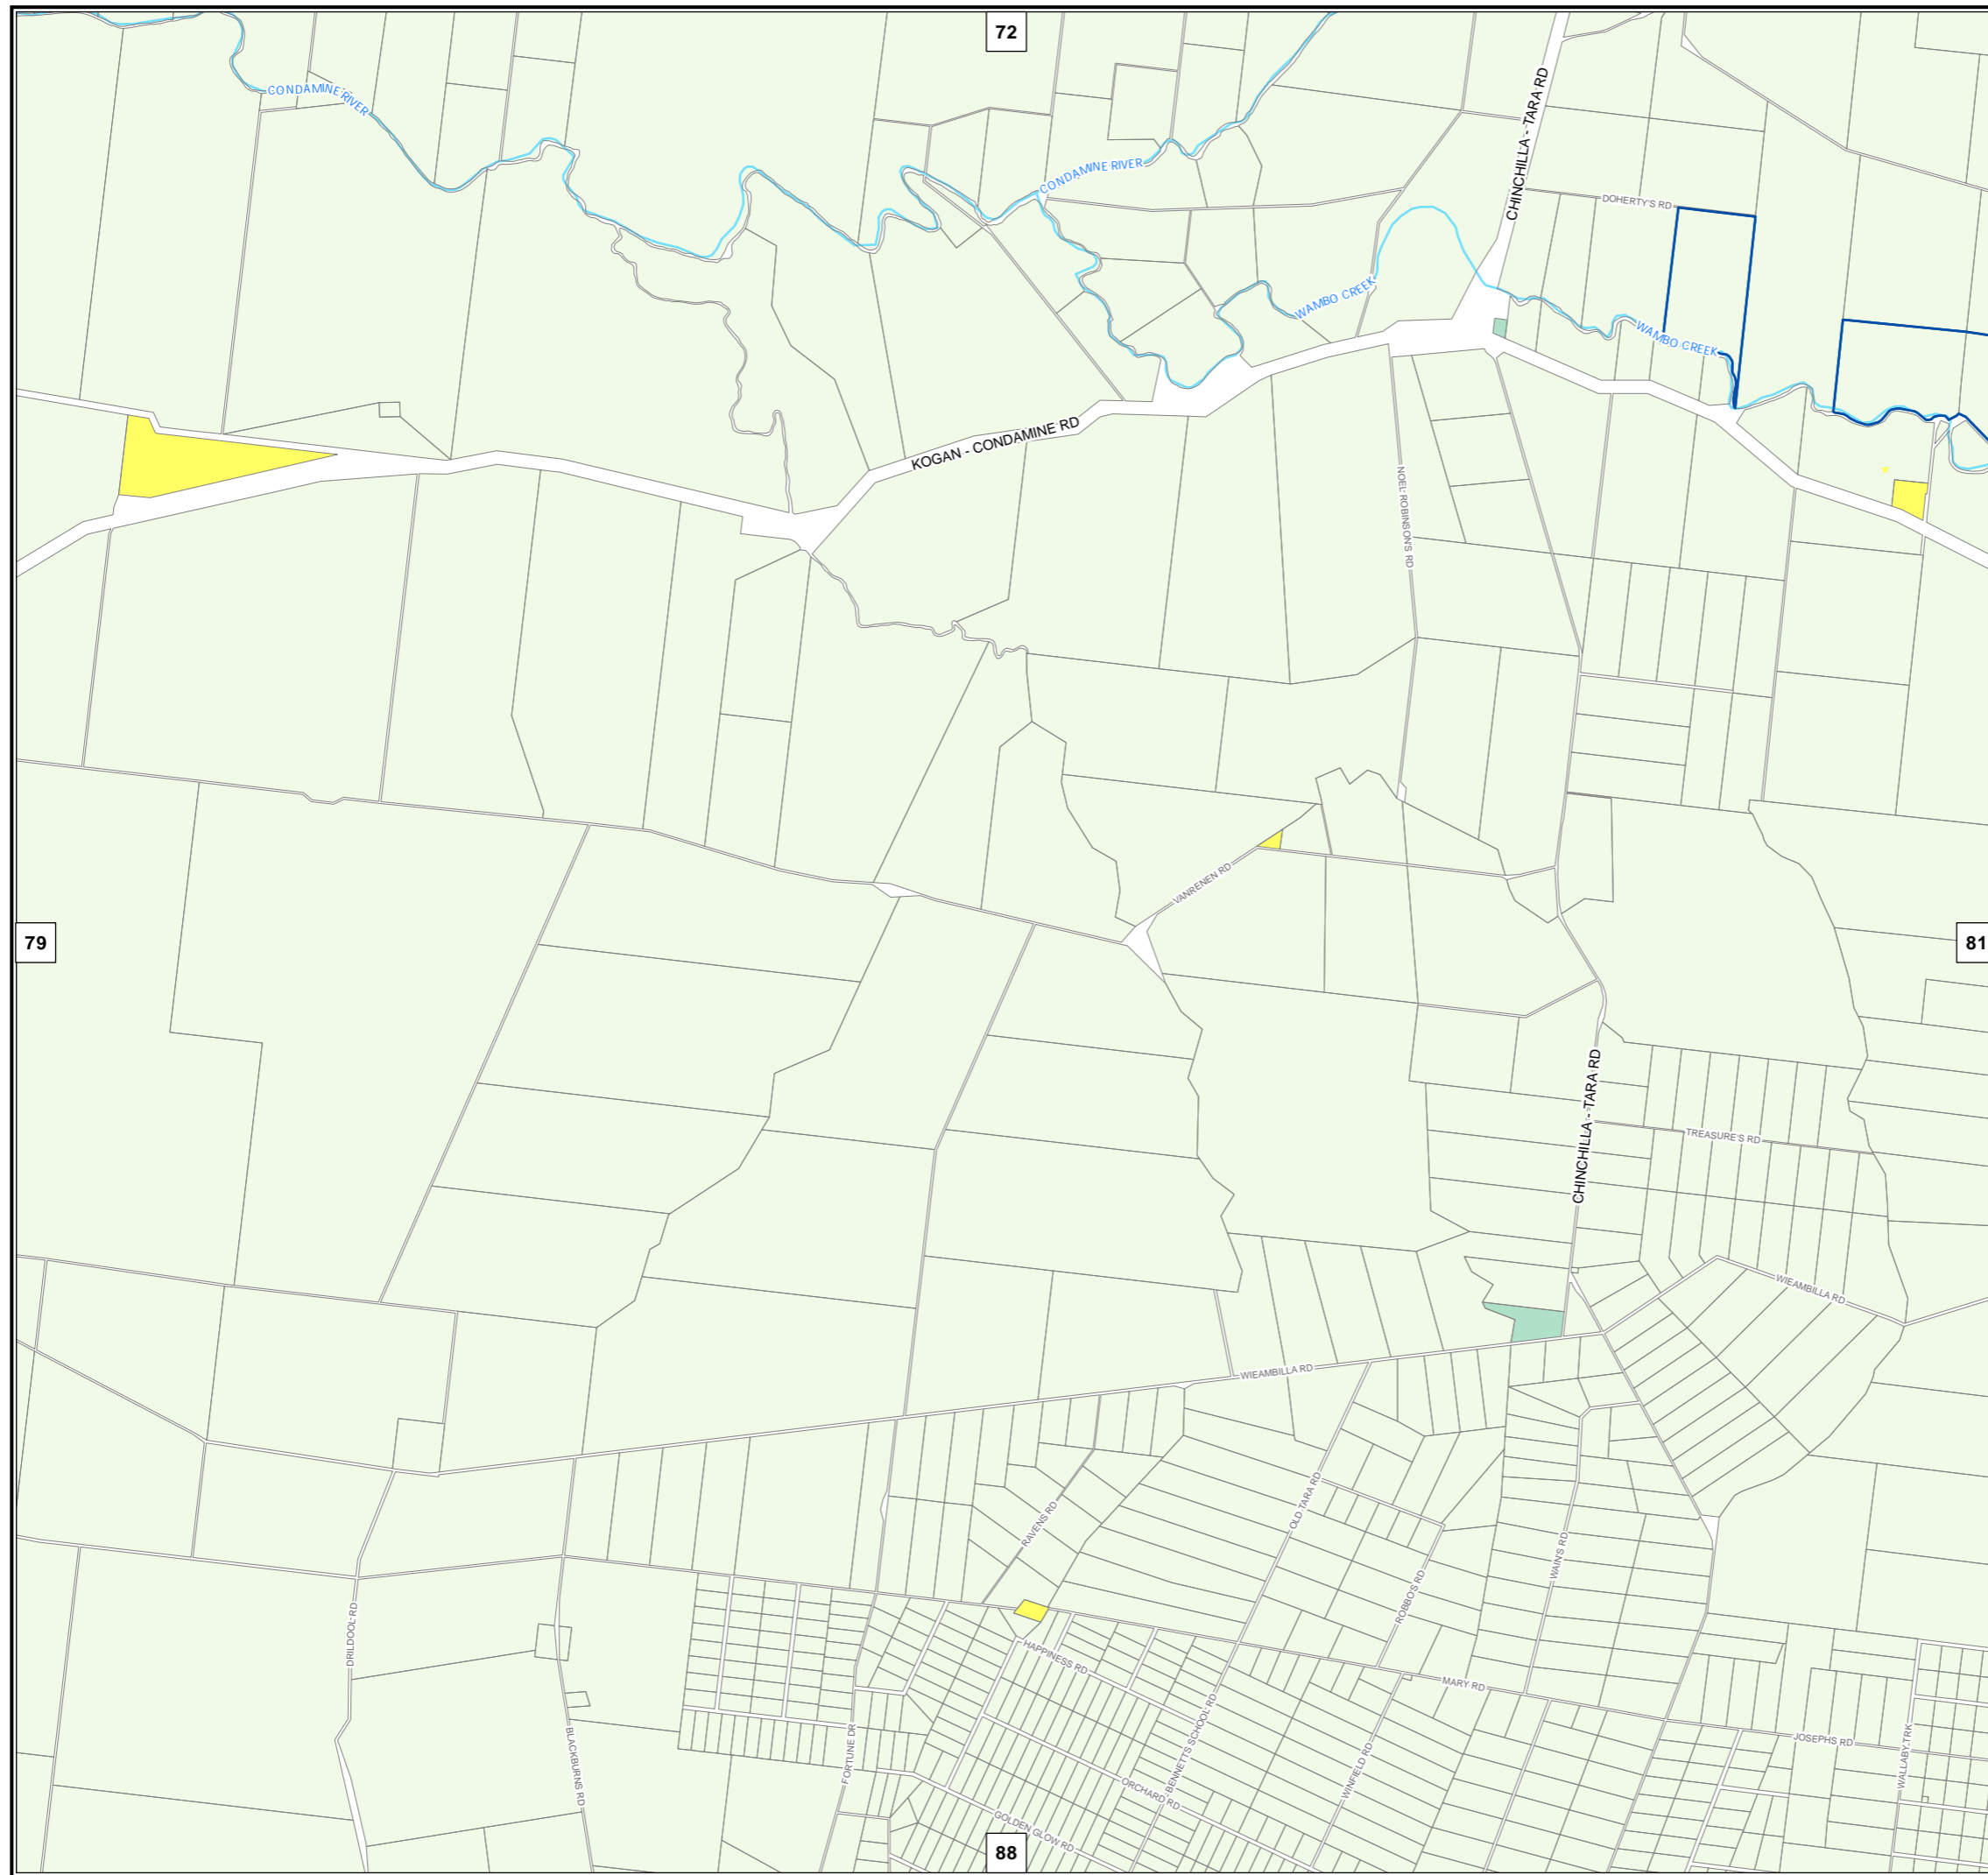 72
CONDAMINE RIVER
CHINCHILLA - TARA RD
CONDAMINE RIVER
DOHERTY'S RD
WAMBO CREEK
WAMBO CREEK
KOGAN - CONDAMINE RD
NOEL ROBINSONS RD
VANRENEN RD
79
81
CHINCHILLA - TARA RD
TREASURE'S RD
WIEAMBILLA RD
WIEAMBILLA RD
OLD TARA RD
RAVENS RD
WAIN'S RD
ROBBO'S RD
DRILDOOL RD
HAPPINESS RD
MARY RD
BENNETTS SCHOOL RD
JOSEPHS RD
BLACKBURNS RD
FORTUNE DR
WINFIELD RD
WALLABY TRK
ORCHARD RD
GOLDEN GLOW RD
88